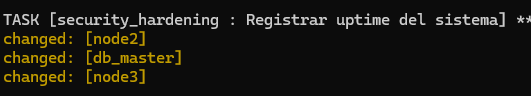 TASK [security_hardening : Registrar uptime del sistema] **
changed: [node2]
changed: [db_master]
changed: [node3]